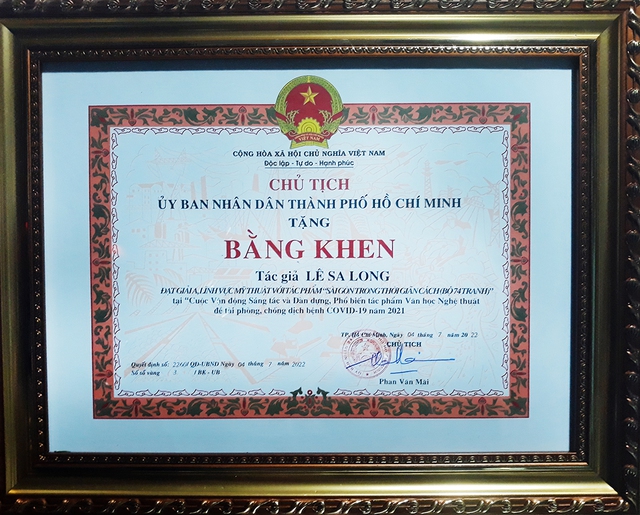 VIỆT NAM
CỘNG HÒA XÃ HỘI CHỦ NGHĨA VIỆT NAM
Độc lập - Tự do - Hạnh phúc
CHỦ TỊCH
ỦY BAN NHÂN DÂN THÀNH PHỐ HỒ CHÍ MINH
TẶNG
BẰNG KHEN
Tác giả LÊ SA LONG
ĐẠT GIẢI A, LĨNH VỰC MỸ THUẬT VỚI TÁC PHẨM "SÀI GÒN TRONG THỜI GIÃN CÁCH (BỘ 74 TRANH)"
tại "Cuộc Vận động Sáng tác và Dàn dựng, Phổ biến tác phẩm Văn học Nghệ thuật
đề tài phòng, chống dịch bệnh COVID-19 năm 2021
TP. Hồ Chí Minh, Ngày 04 tháng 7 năm 2022
CHỦ TỊCH
Quyết định số: QĐ-UBND Ngày 04 tháng 7 năm 2022
Số sổ vàng 3 / BK - UB
Phan Văn Mãi